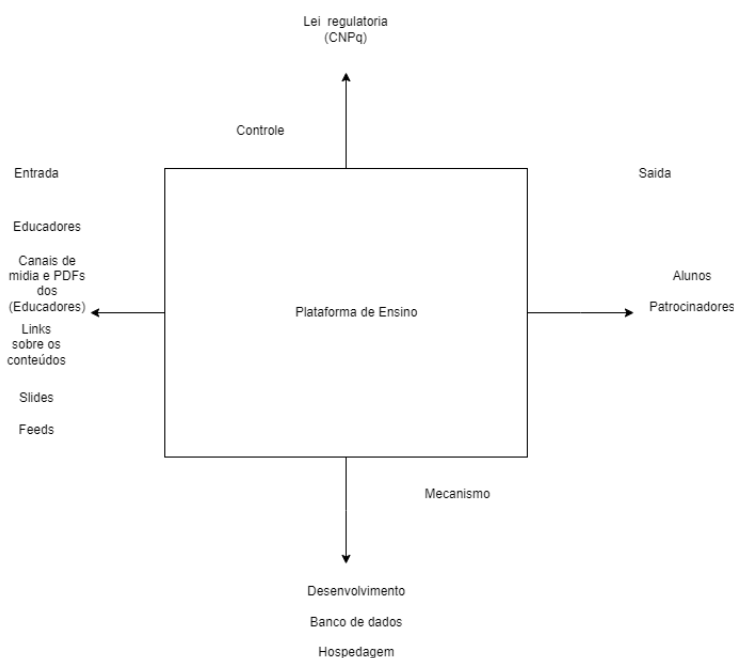 Lei regulatoria
(CNPq)
Controle
Entrada
Saida
Educadores
Canais de
midia e PDFs
dos
(Educadores)
Links
sobre os
conteúdos
Slides
Feeds
Plataforma de Ensino
Alunos
Patrocinadores
Mecanismo
Desenvolvimento
Banco de dados
Hospedagem